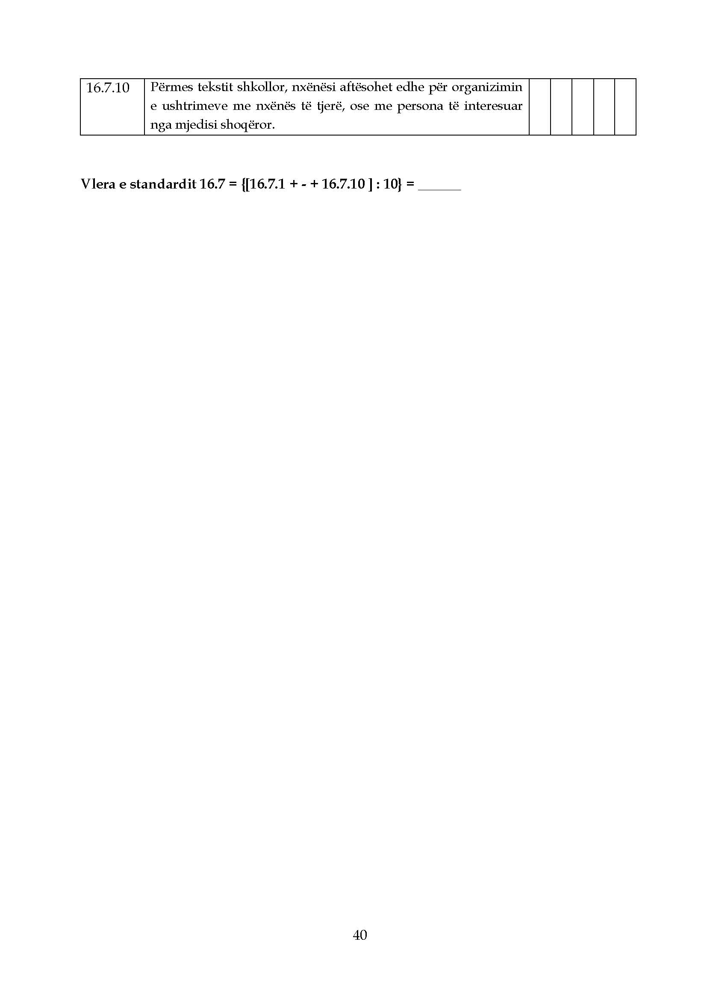 16.7.10 Përmes tekstit shkollor, nxënësi aftësohet edhe për organizimin
e ushtrimeve me nxënës të tjerë, ose me persona të interesuar
nga mjedisi shoqëror.
Vlera e standardit 16.7 = {[16.7.1 + - + 16.7.10 ] : 10} = ______
40